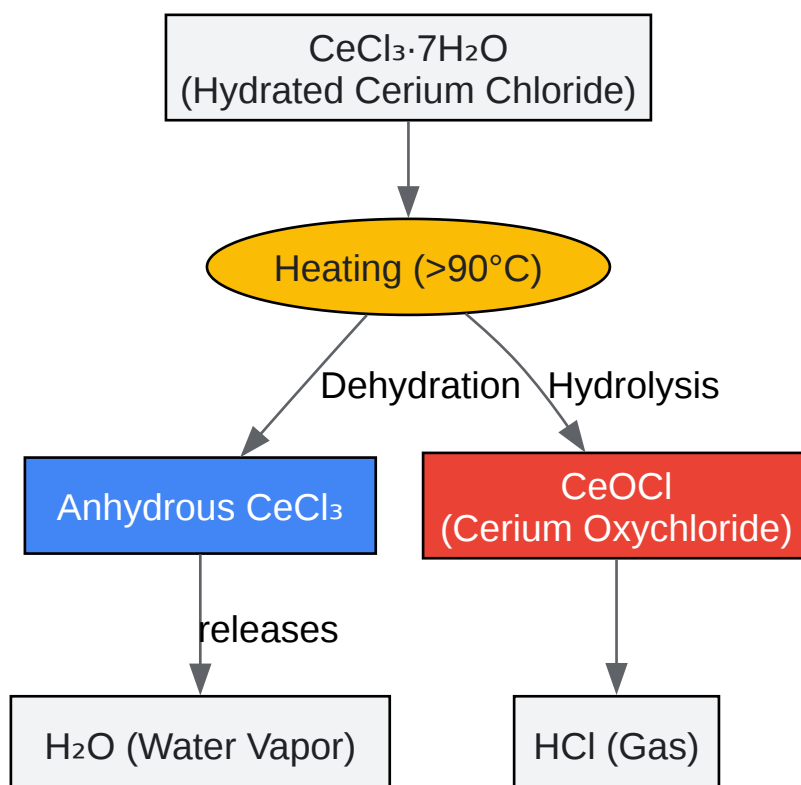 CeCl₃·7H₂O
(Hydrated Cerium Chloride)
Heating (>90°C)
Dehydration
Hydrolysis
Anhydrous CeCl₃
CeOCl
(Cerium Oxychloride)
releases
H₂O (Water Vapor)
HCl (Gas)